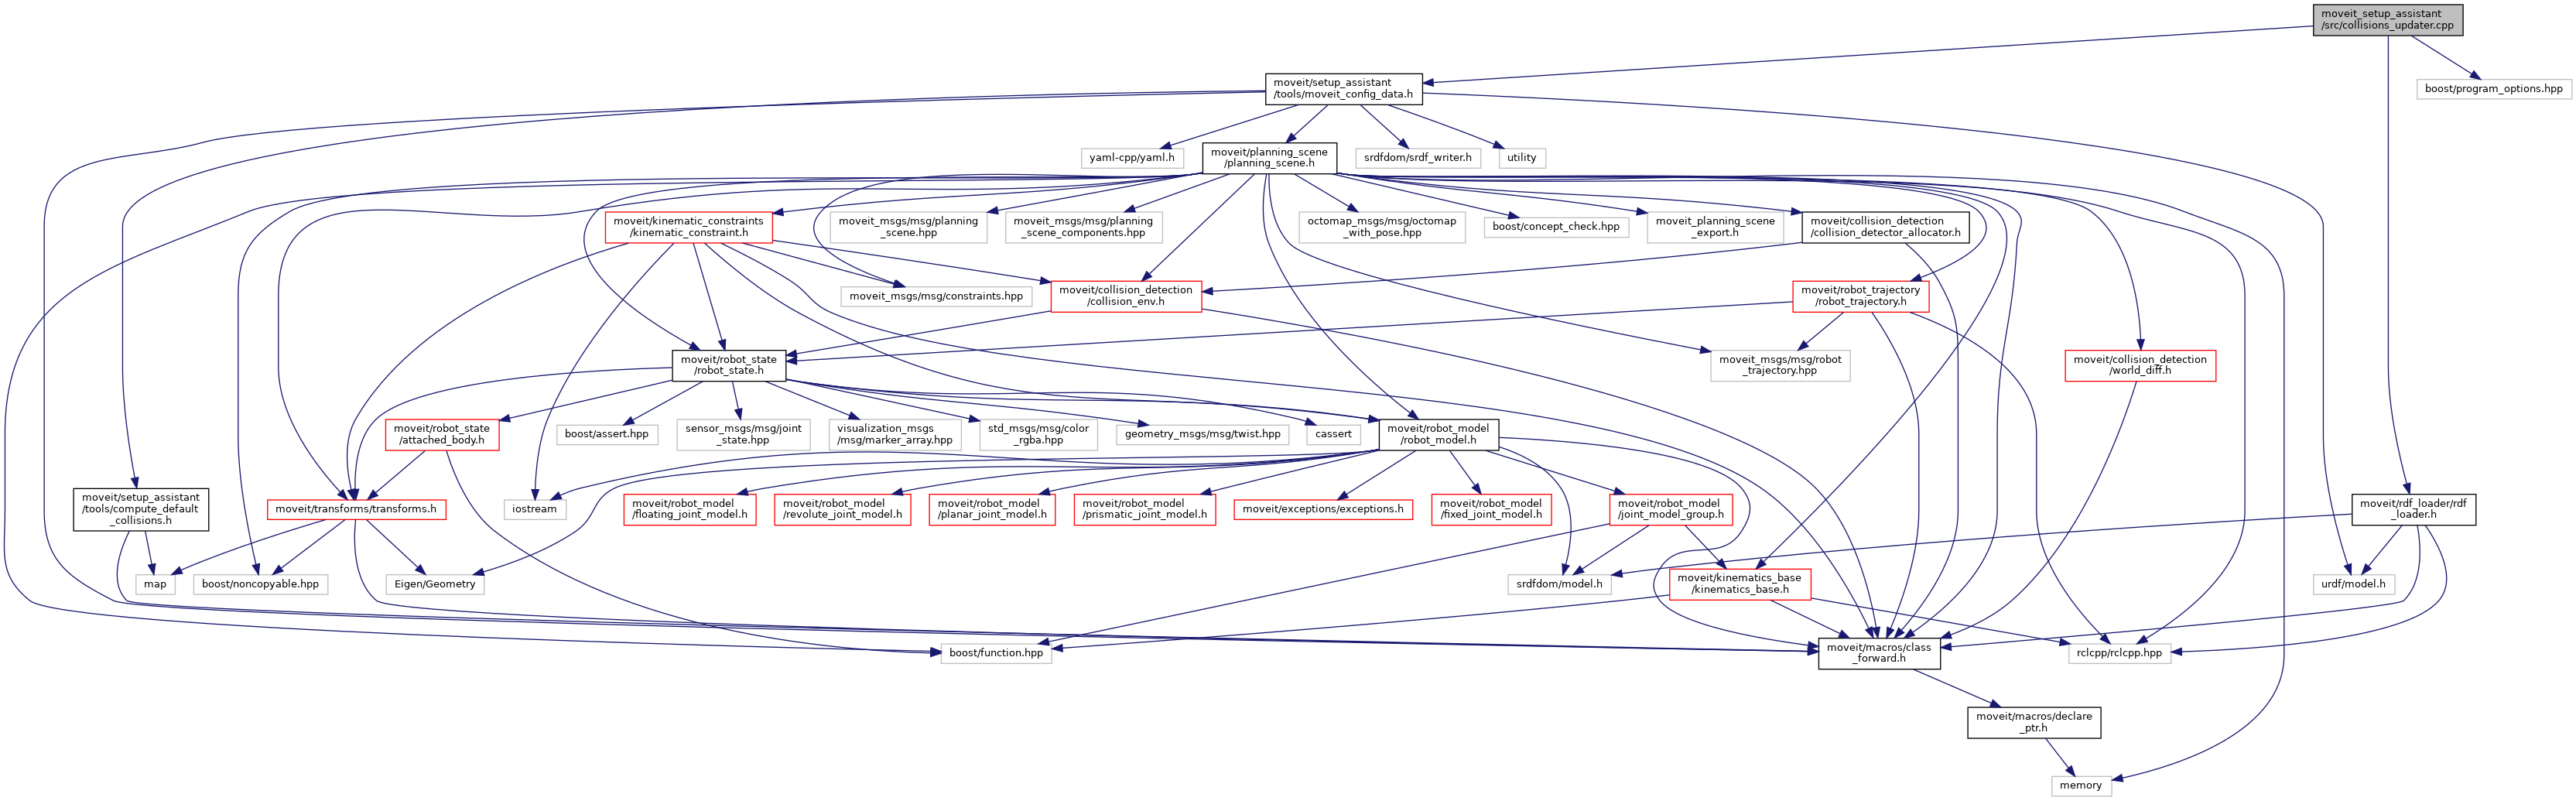 moveit_setup_assistant
/src/collisions_updater.cpp
moveit/setup_assistant
/tools/moveit_config_data.h
boost/program_options.hpp
yaml-cpp/yaml.h
moveit/planning_scene
/planning_scene.h
srdfdom/srdf_writer.h
utility
moveit/kinematic_constraints
/kinematic_constraint.h
moveit_msgs/msg/planning
_scene.hpp
moveit_msgs/msg/planning
_scene_components.hpp
octomap_msgs/msg/octomap
_with_pose.hpp
boost/concept_check.hpp
moveit_planning_scene
_export.h
moveit/collision_detection
/collision_detector_allocator.h
moveit_msgs/msg/constraints.hpp
moveit/collision_detection
/collision_env.h
moveit/robot_trajectory
/robot_trajectory.h
moveit/robot_state
/robot_state.h
moveit_msgs/msg/robot
_trajectory.hpp
moveit/collision_detection
/world_diff.h
moveit/robot_state
/attached_body.h
boost/assert.hpp
sensor_msgs/msg/joint
_state.hpp
visualization_msgs
/msg/marker_array.hpp
std_msgs/msg/color
_rgba.hpp
geometry_msgs/msg/twist.hpp
cassert
moveit/robot_model
/robot_model.h
moveit/setup_assistant
/tools/compute_default
_collisions.h
moveit/transforms/transforms.h
iostream
moveit/robot_model
/floating_joint_model.h
moveit/robot_model
/revolute_joint_model.h
moveit/robot_model
/planar_joint_model.h
moveit/robot_model
/prismatic_joint_model.h
moveit/exceptions/exceptions.h
moveit/robot_model
/fixed_joint_model.h
moveit/robot_model
/joint_model_group.h
moveit/rdf_loader/rdf
_loader.h
map
boost/noncopyable.hpp
Eigen/Geometry
srdfdom/model.h
moveit/kinematics_base
/kinematics_base.h
urdf/model.h
boost/function.hpp
moveit/macros/class
_forward.h
rclcpp/rclcpp.hpp
moveit/macros/declare
_ptr.h
memory